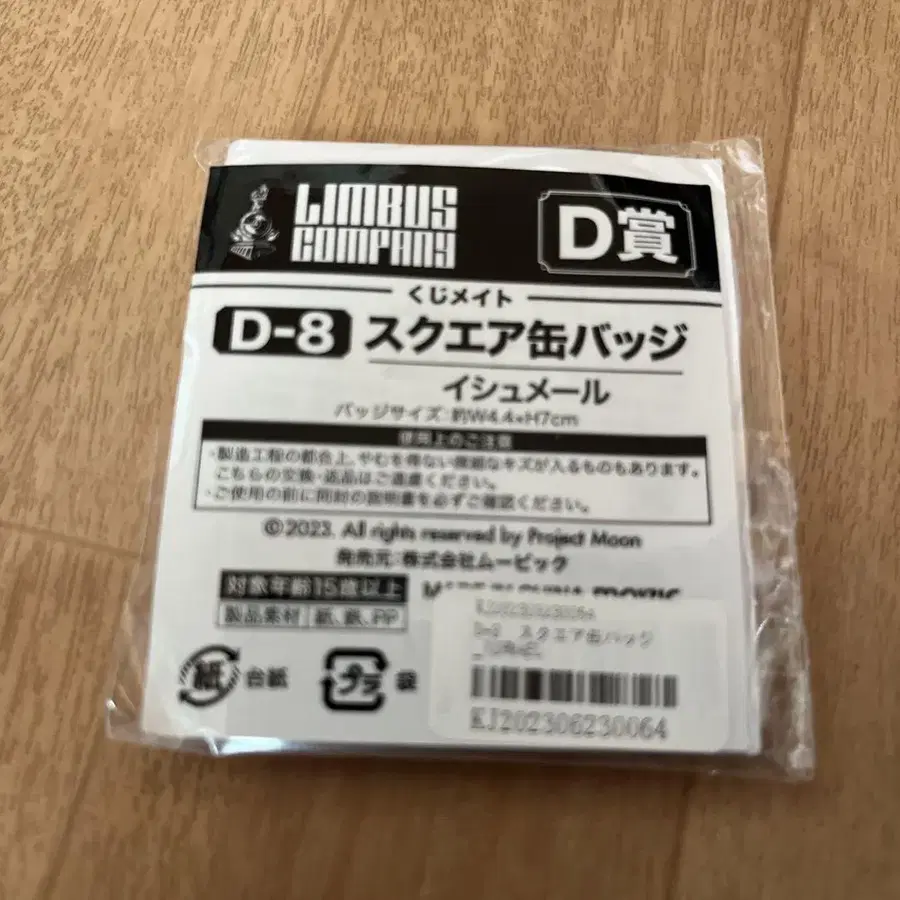 LIMBUS
COMPANY
D賞
くじメイト
D-8 スクエア缶バッジ
イシュメール
バッジサイズ:約W4.4×H7cm
使用上のご注意
・製造工程の都合上、やむを得ない微細なキズが入るものもあります。
こちらの交換・返品はご遠慮ください。
・ご使用の前に同封の説明書を必ずご確認ください。
©2023. All rights reserved by Project Moon
発売元:株式会社ムービック
対象年齢15歳以上
MADE IN CHINA
製品素材 紙、鉄、PP
KJ202306230064
スクエア缶バッジ
紙 台紙
プラ 袋
KJ202306230064